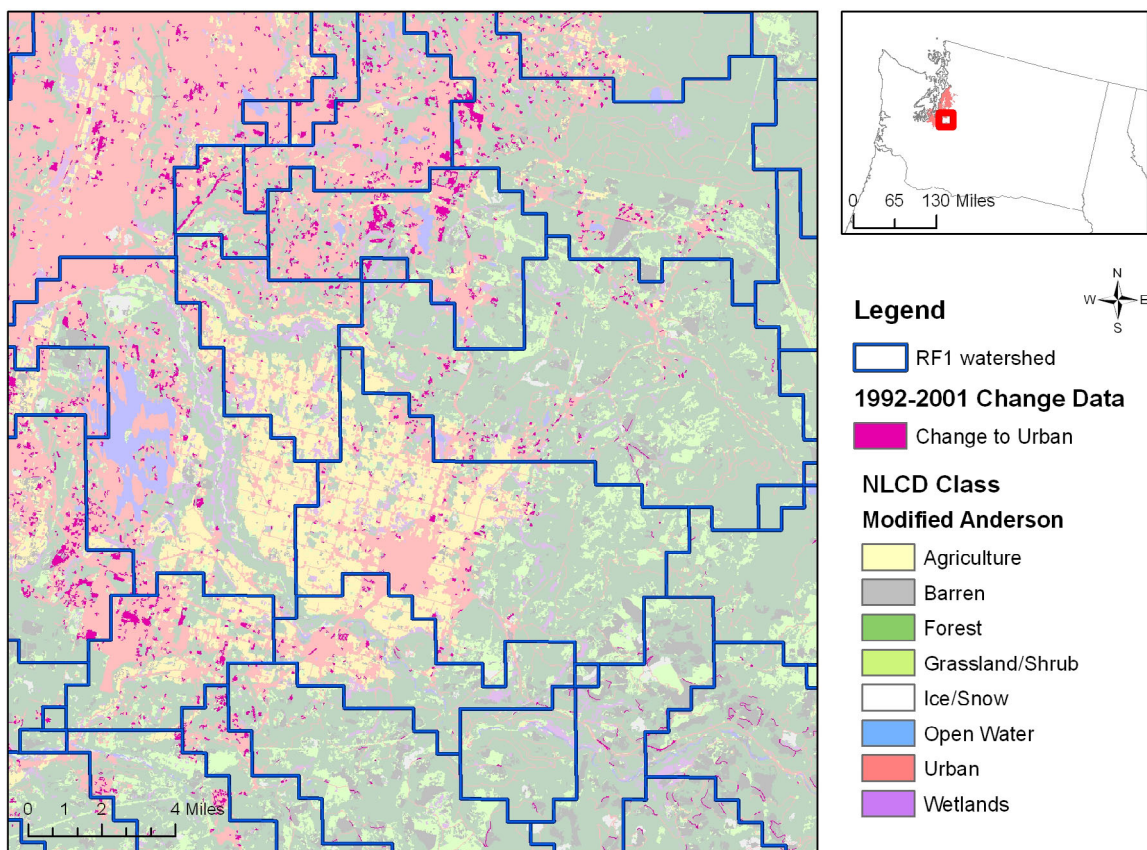 0 65 130 Miles
N
W E
S
Legend
RF1 watershed
1992-2001 Change Data
Change to Urban
NLCD Class
Modified Anderson
Agriculture
Barren
Forest
Grassland/Shrub
Ice/Snow
Open Water
Urban
Wetlands
0 1 2 4 Miles